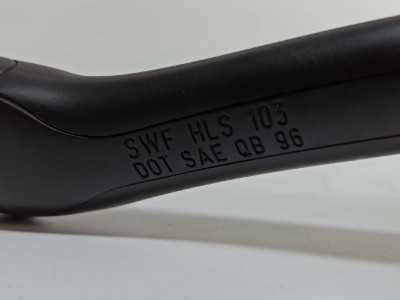 SWF HLS 103
DOT SAE QB 96